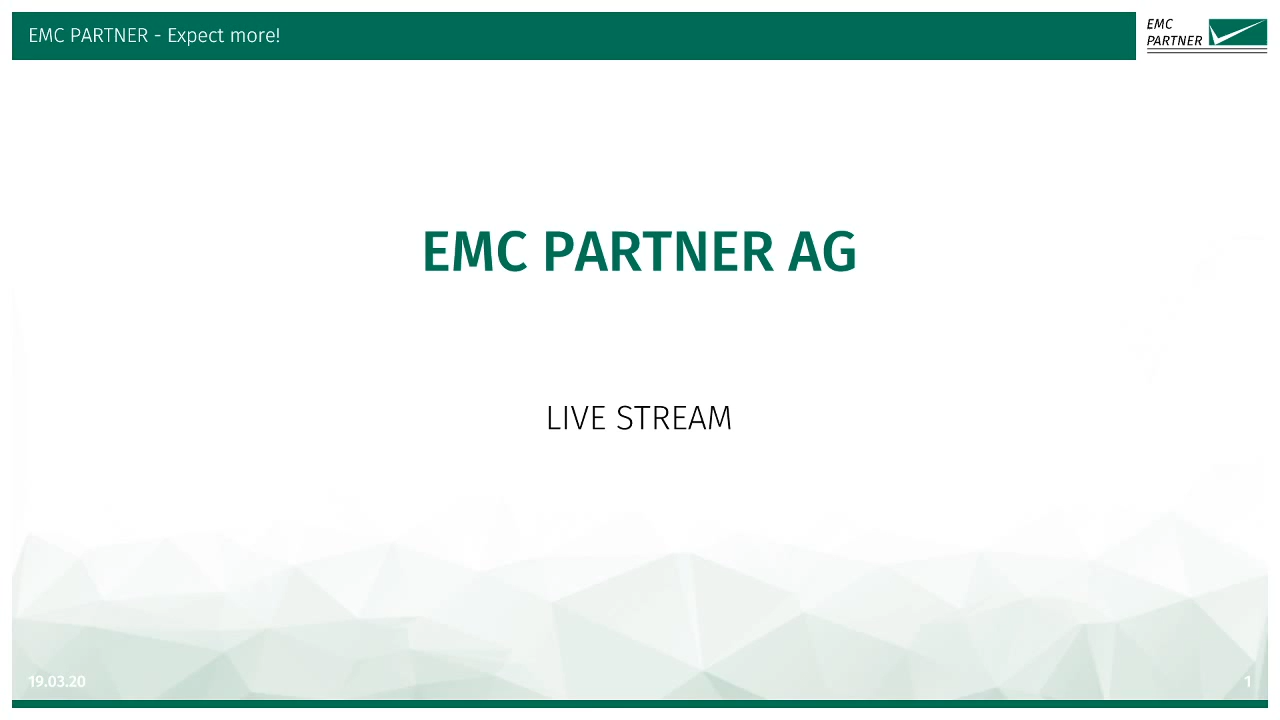 EMC PARTNER - Expect more!
EMC
PARTNER
EMC PARTNER AG
LIVE STREAM
19.03.20
1